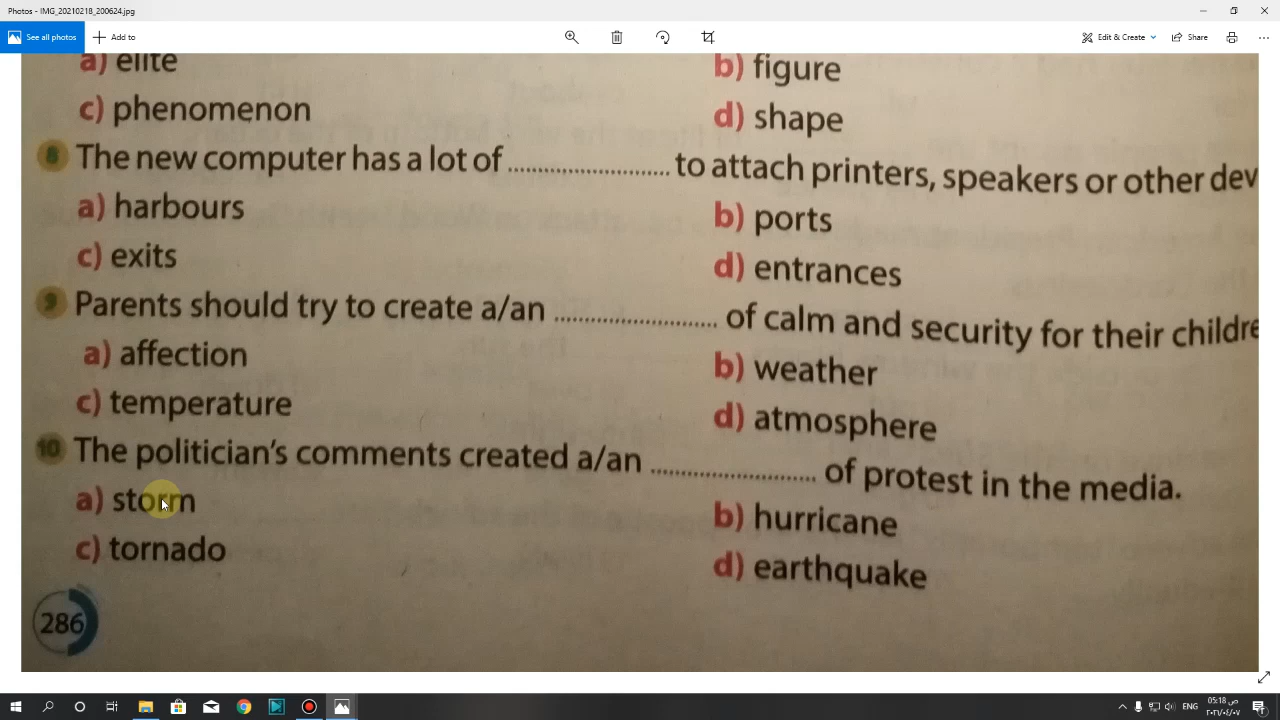 Photos - IMG_20210218_200624.jpg
See all photos + Add to Edit & Create Share
a) elite b) figure
c) phenomenon d) shape
8 The new computer has a lot of ........................ to attach printers, speakers or other dev
a) harbours b) ports
c) exits d) entrances
9 Parents should try to create a/an ........................ of calm and security for their childre
a) affection b) weather
c) temperature d) atmosphere
10 The politician's comments created a/an ........................ of protest in the media.
a) storm b) hurricane
c) tornado d) earthquake
286
ENG 05:18 ص
٢٠٢١/٠٤/٠٧